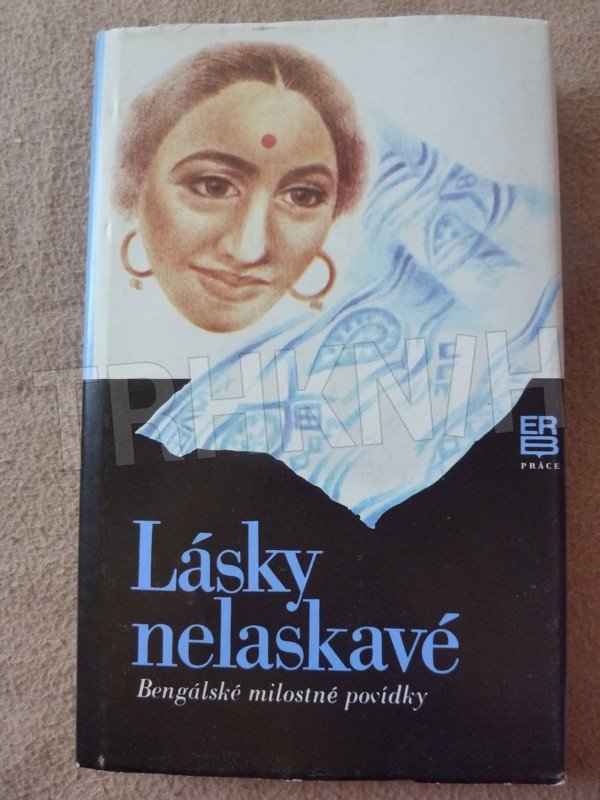 TRHKNIH
ER
B
PRÁCE
Lásky
nelaskavé
Bengálské milostné povídky